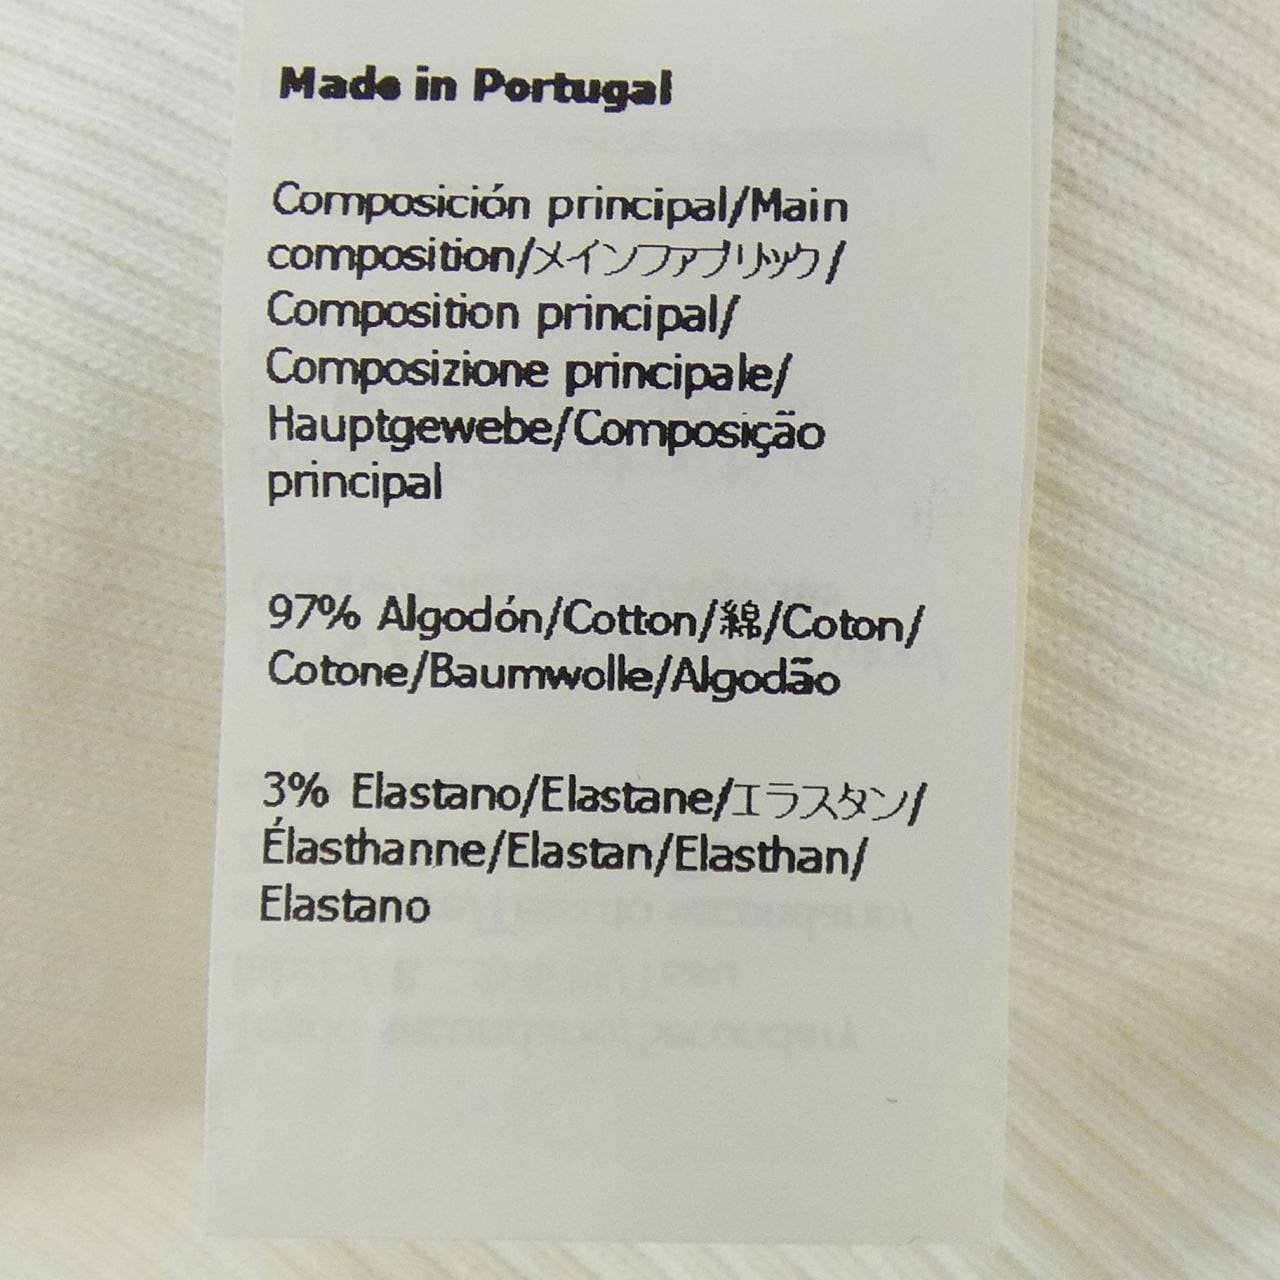 Made in Portugal
Composición principal/Main
composition/メインファブリック/
Composition principal/
Composizione principale/
Hauptgewebe/Composição
principal
97% Algodón/Cotton/綿/Coton/
Cotone/Baumwolle/Algodão
3% Elastano/Elastane/エラスタン/
Élasthanne/Elastan/Elasthan/
Elastano